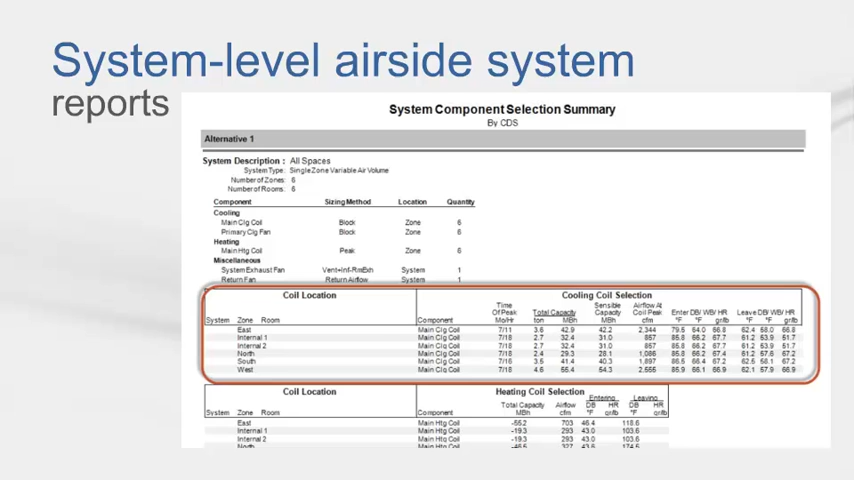 System-level airside system
reports
System Component Selection Summary
By CDS
Alternative 1
System Description : All Spaces
System Type: Single Zone Variable Air Volume
Number of Zones: 6
Number of Rooms: 6
Component Sizing Method Location Quantity
Cooling
Main Clg Coil Block Zone 6
Primary Clg Fan Block Zone 6
Heating
Main Htg Coil Peak Zone 6
Miscellaneous
System Exhaust Fan Vent+Inf-RmExh System 1
Return Fan Return Airflow System 1
Coil Location Cooling Coil Selection
Time Sensible Airflow At
Of Peak Total Capacity Capacity Coil Peak Enter DB/ WB/ HR Leave DB/ WB/ HR
System Zone Room Component Mo/Hr ton MBh MBh cfm °F °F gr/lb °F °F gr/lb
East Main Clg Coil 7/11 3.6 42.9 42.2 2,344 79.5 64.0 66.8 62.4 58.0 66.8
Internal 1 Main Clg Coil 7/18 2.7 32.4 31.0 857 85.8 66.2 67.7 61.2 53.9 51.7
Internal 2 Main Clg Coil 7/18 2.7 32.4 31.0 857 85.8 66.2 67.7 61.2 53.9 51.7
North Main Clg Coil 7/18 2.4 29.3 28.1 1,086 85.8 66.2 67.4 61.2 57.6 67.2
South Main Clg Coil 7/16 3.5 41.4 40.3 1,897 86.5 66.4 67.2 62.5 58.1 67.2
West Main Clg Coil 7/18 4.6 55.4 54.3 2,555 85.9 66.1 66.9 62.1 57.9 66.9
Coil Location Heating Coil Selection
Entering Leaving
Total Capacity Airflow DB HR DB HR
System Zone Room Component MBh cfm °F gr/lb °F gr/lb
East Main Htg Coil -55.2 703 46.4 118.6
Internal 1 Main Htg Coil -19.3 293 43.0 103.6
Internal 2 Main Htg Coil -19.3 293 43.0 103.6
North Main Htg Coil -46.5 327 43.6 174.6